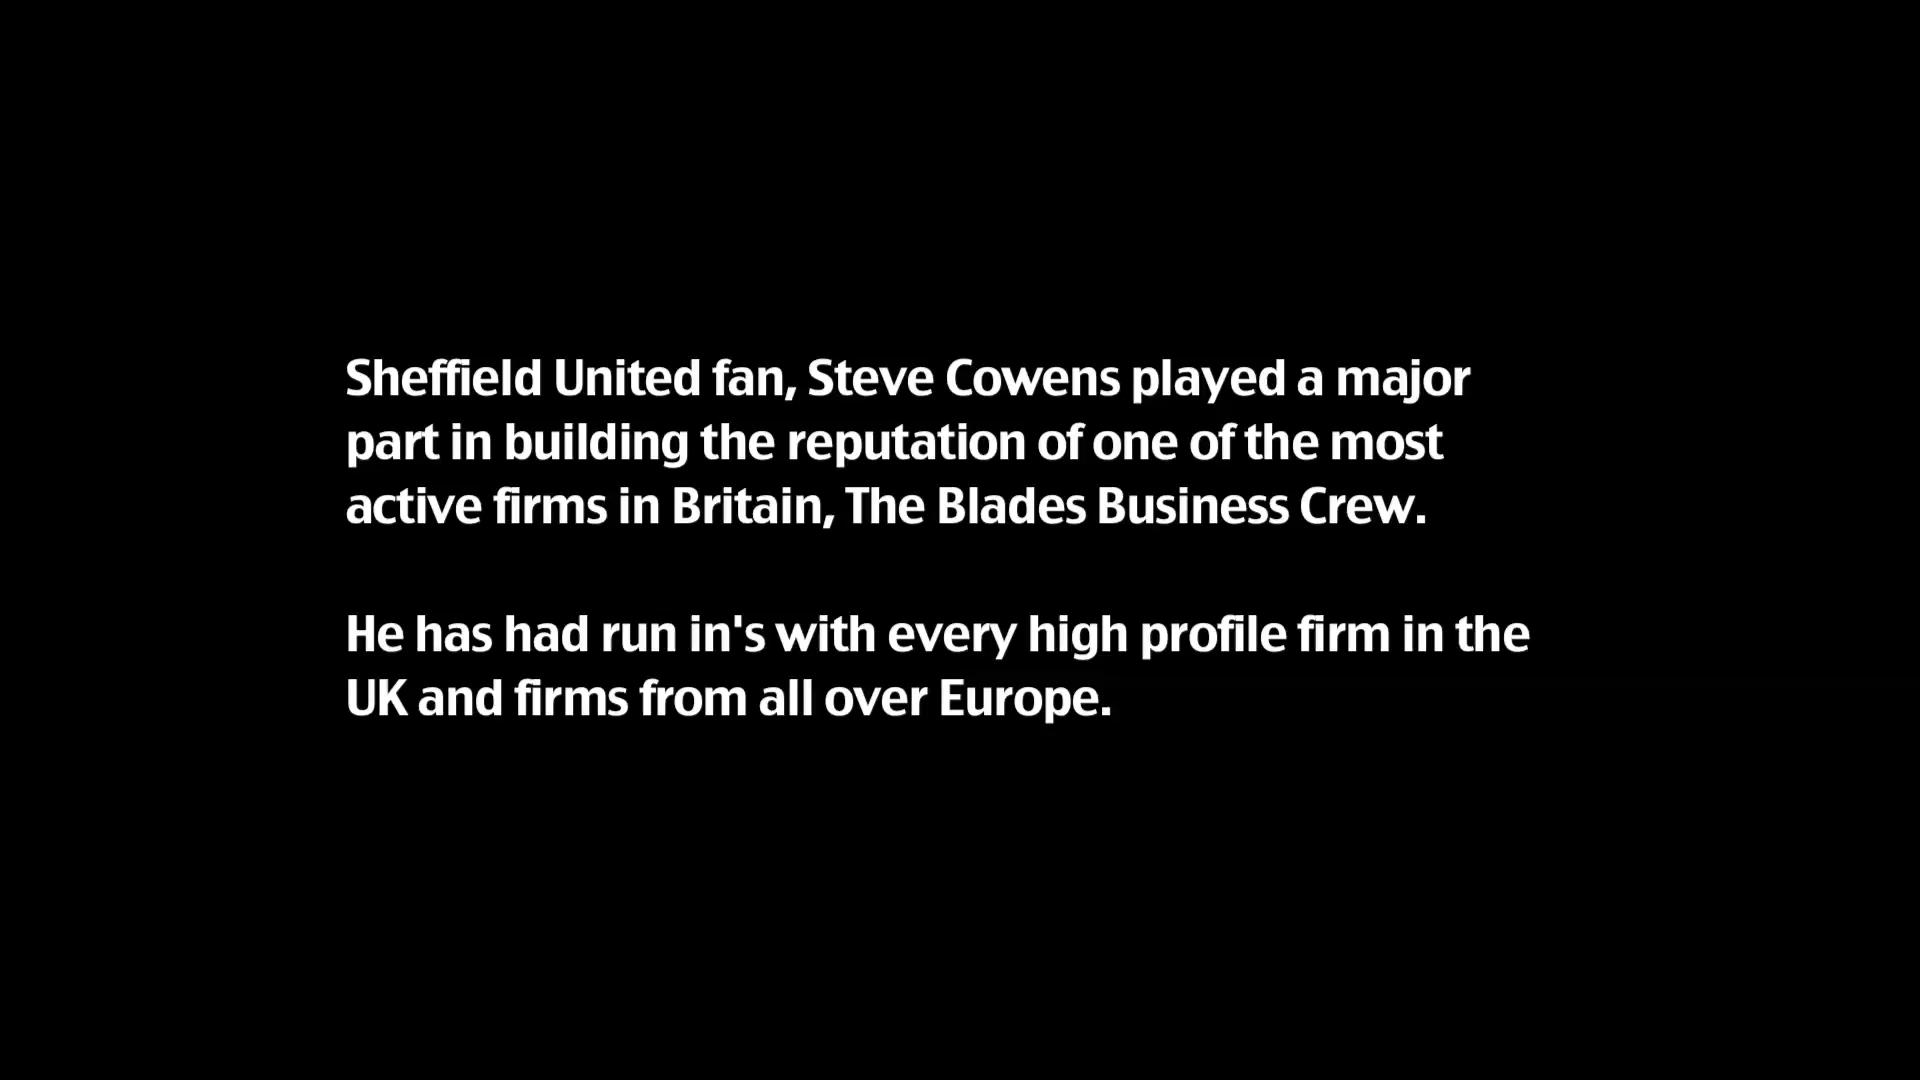 Sheffield United fan, Steve Cowens played a major
part in building the reputation of one of the most
active firms in Britain, The Blades Business Crew.
He has had run in's with every high profile firm in the
UK and firms from all over Europe.